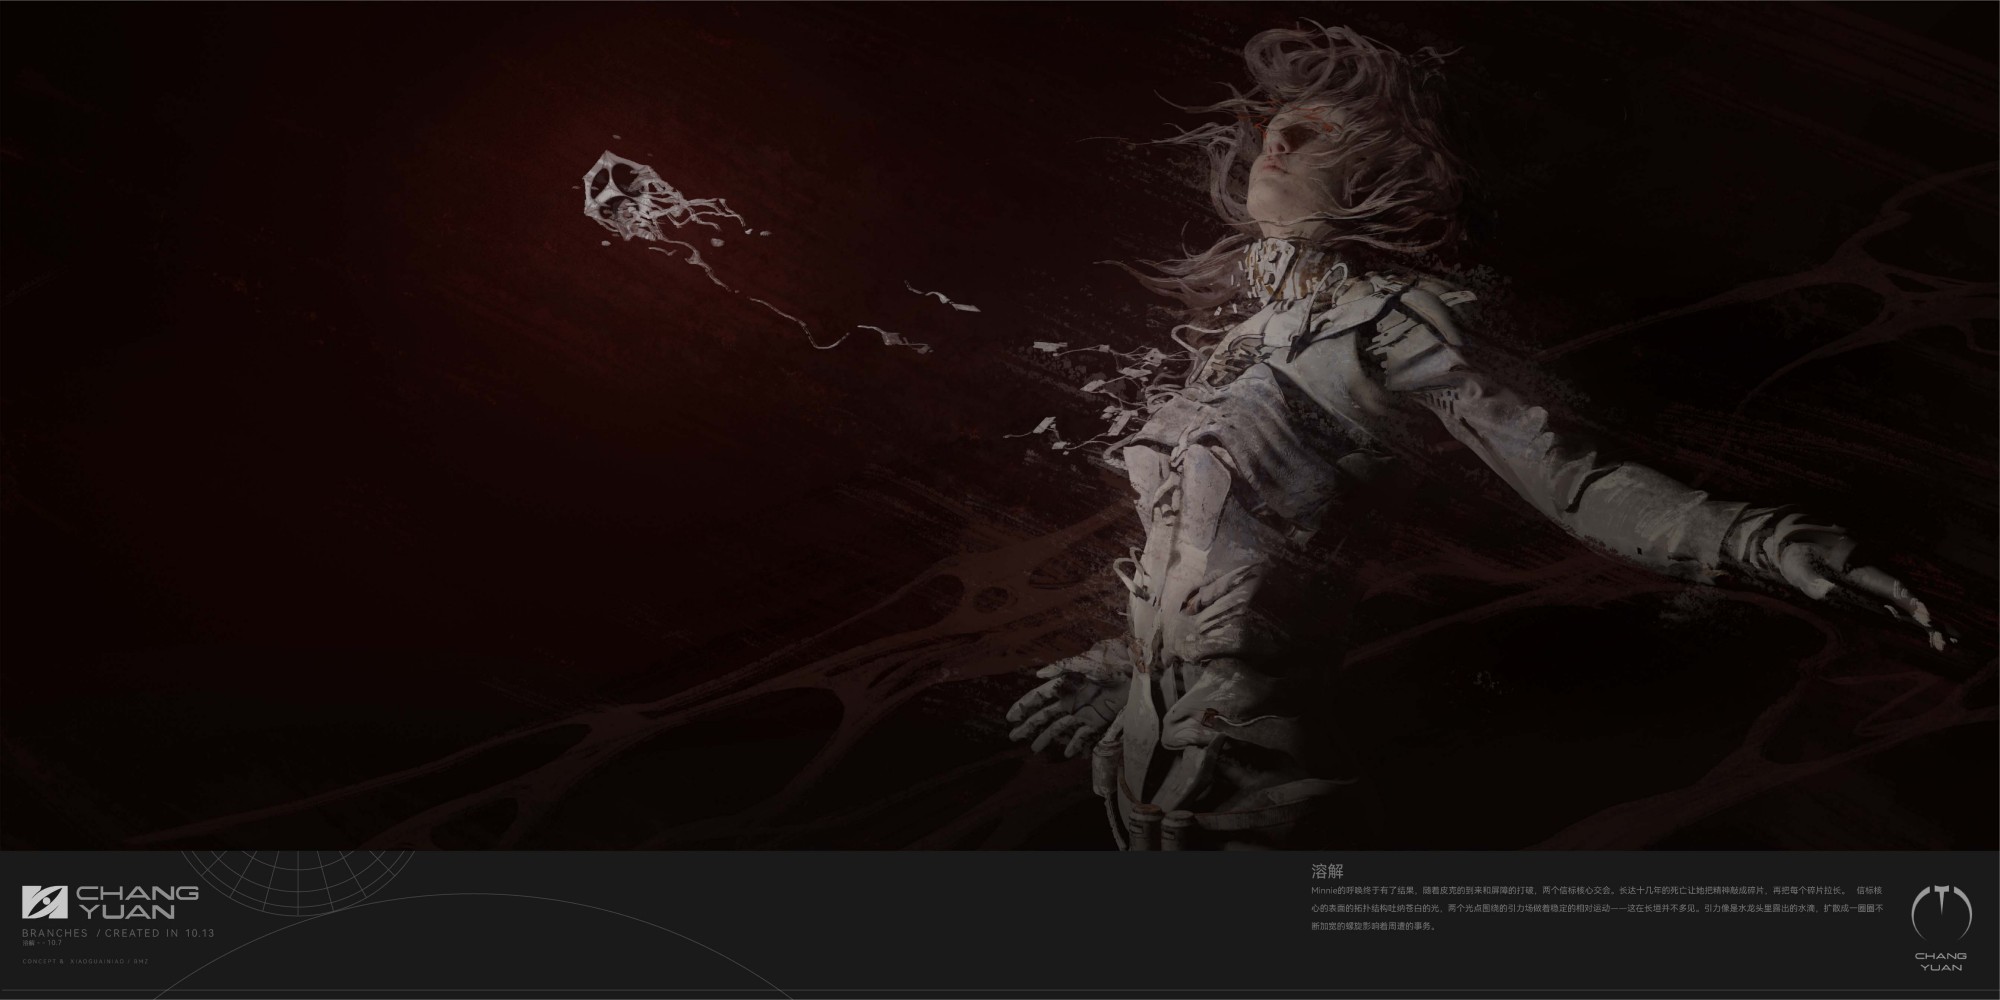 CHANG
YUAN
BRANCHES / CREATED IN 10.13
溶解 - - 10.7
CONCEPT & XIAOGUAINIAO / RMZ
溶解
Minnie的呼唤终于有了结果，随着皮克的到来和屏障的打破，两个信标核心交会。长达十几年的死亡让她把精神敲成碎片，再把每个碎片拉长。 信标核
心的表面的拓扑结构吐纳苍白的光，两个光点围绕的引力场做着稳定的相对运动——这在长垣并不多见。引力像是水龙头里露出的水滴，扩散成一圈圈不
断加宽的螺旋影响着周遭的事务。
CHANG
YUAN